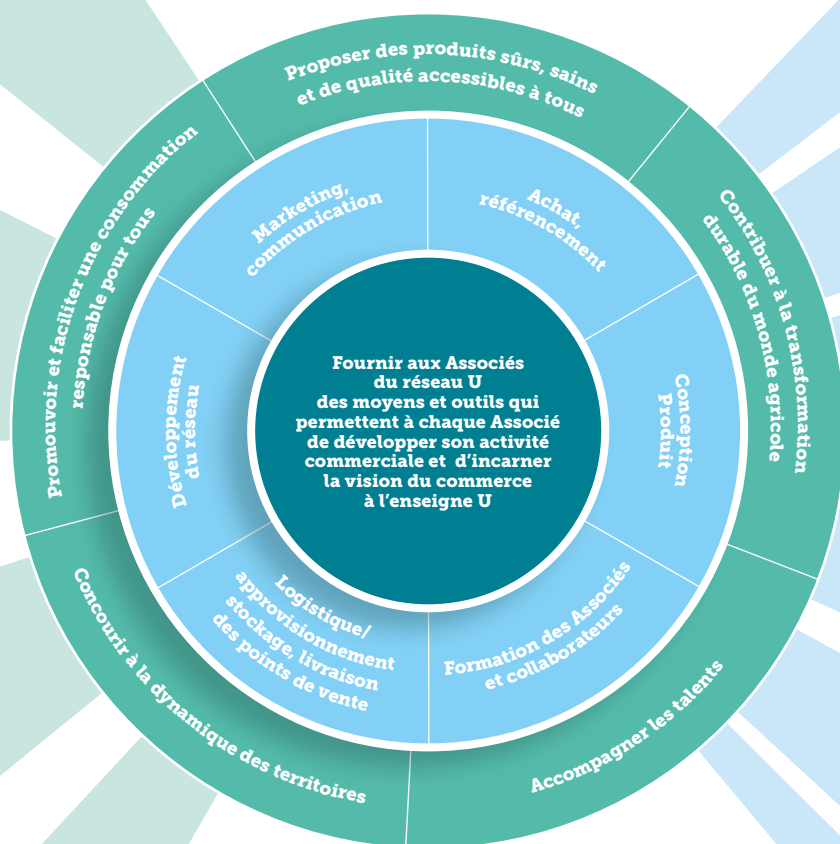 Proposer des produits sûrs, sains
et de qualité accessibles à tous
Contribuer à la transformation
durable du monde agricole
Accompagner les talents
Concourir à la dynamique des territoires
Promouvoir et faciliter une consommation
responsable pour tous
Marketing,
communication
Achat,
référencement
Conception
Produit
Formation des Associés
et collaborateurs
Logistique/
approvisionnement
stockage, livraison
des points de vente
Développement
du réseau
Fournir aux Associés
du réseau U
des moyens et outils qui
permettent à chaque Associé
de développer son activité
commerciale et d’incarner
la vision du commerce
à l’enseigne U